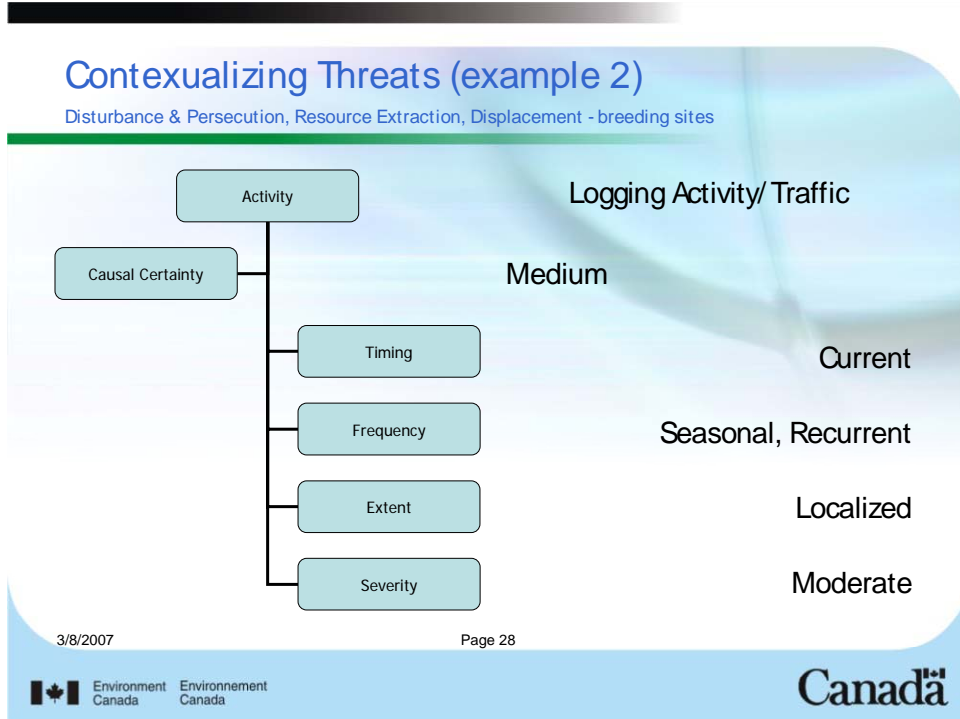 Contexualizing Threats (example 2)
Disturbance & Persecution, Resource Extraction, Displacement - breeding sites
Activity
Logging Activity/ Traffic
Causal Certainty
Medium
Timing
Current
Frequency
Seasonal, Recurrent
Extent
Localized
Severity
Moderate
3/8/2007
Page 28
Environment Environnement
Canada Canada
Canada